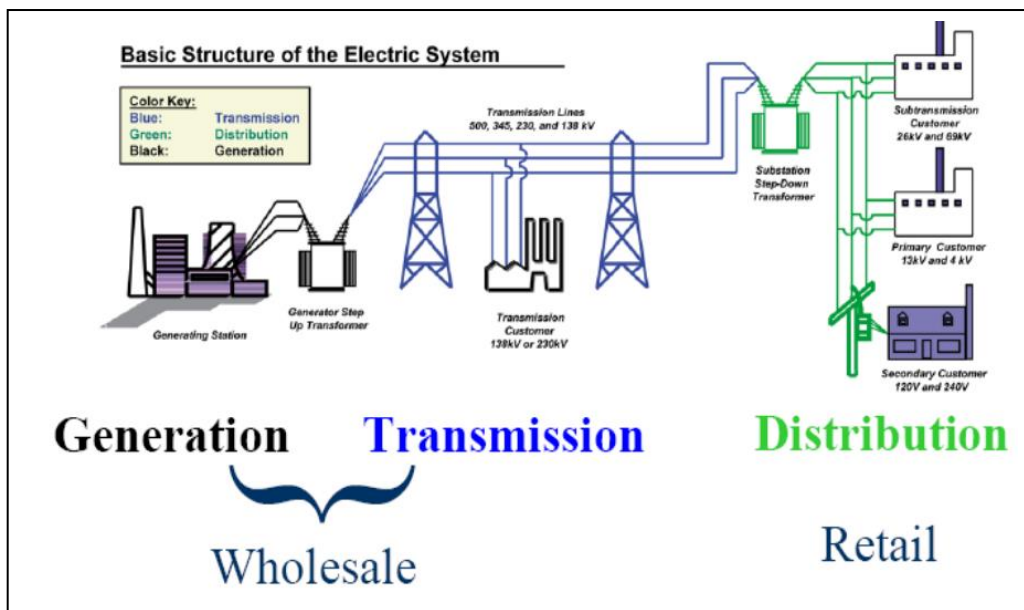 Basic Structure of the Electric System
Color Key:
Blue: Transmission
Green: Distribution
Black: Generation
Transmission Lines
500, 345, 230, and 138 kV
Subtransmission
Customer
26kV and 69kV
Substation
Step-Down
Transformer
Primary Customer
13kV and 4 kV
Generating Station
Generator Step
Up Transformer
Transmission
Customer
138kV or 230kV
Secondary Customer
120V and 240V
Generation
Transmission
Distribution
Wholesale
Retail